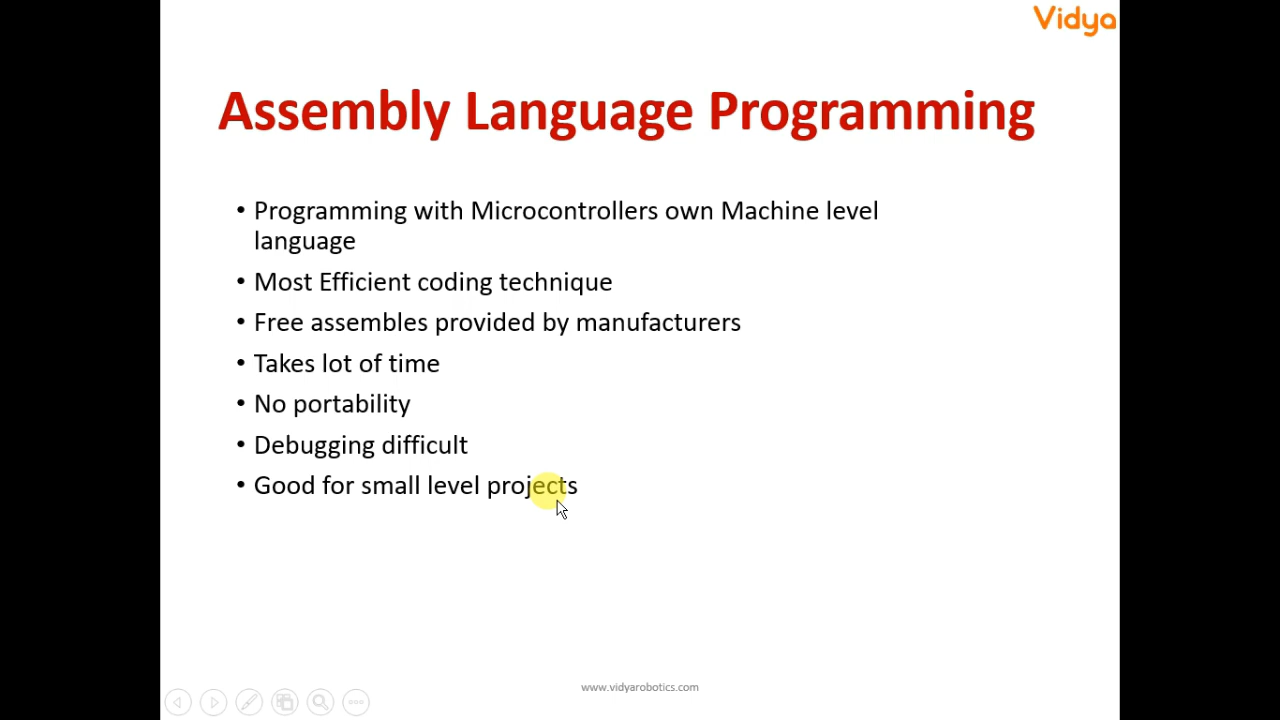 Vidya
Assembly Language Programming
• Programming with Microcontrollers own Machine level
language
• Most Efficient coding technique
• Free assembles provided by manufacturers
• Takes lot of time
• No portability
• Debugging difficult
• Good for small level projects
www.vidyarobotics.com